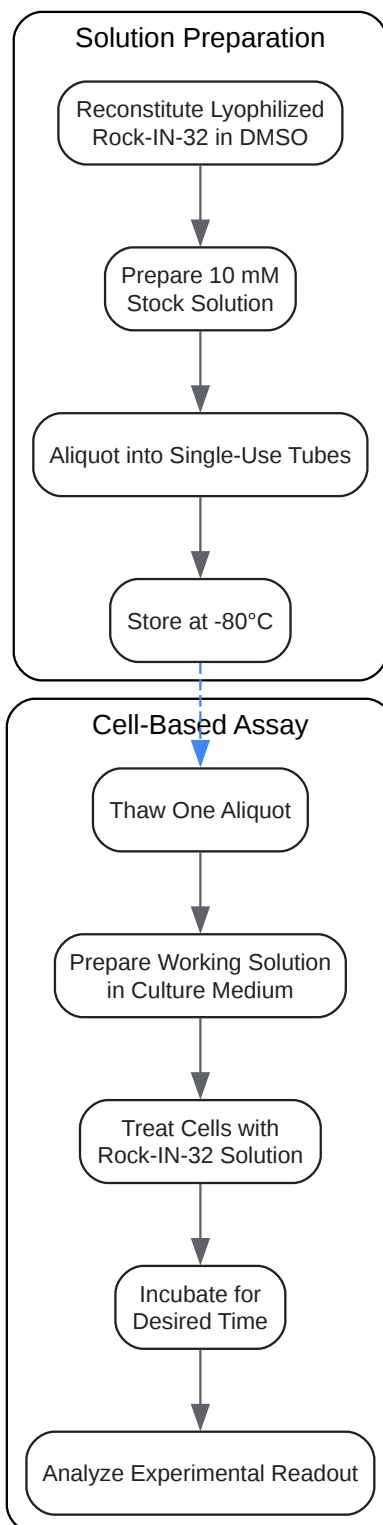 Solution Preparation
Reconstitute Lyophilized
Rock-IN-32 in DMSO
Prepare 10 mM
Stock Solution
Aliquot into Single-Use Tubes
Store at -80°C
Cell-Based Assay
Thaw One Aliquot
Prepare Working Solution
in Culture Medium
Treat Cells with
Rock-IN-32 Solution
Incubate for
Desired Time
Analyze Experimental Readout